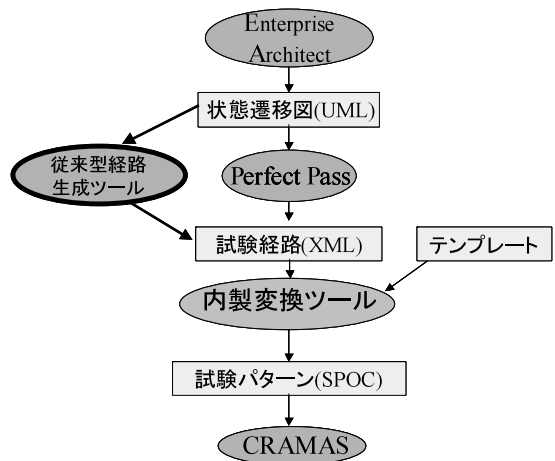 Enterprise
Architect
状態遷移図(UML)
従来型経路
生成ツール
Perfect Pass
試験経路(XML)
テンプレート
内製変換ツール
試験パターン(SPOC)
CRAMAS